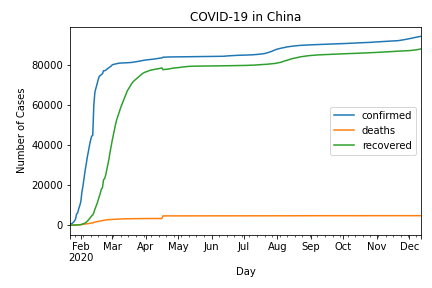 COVID-19 in China
Number of Cases
80000
60000
40000
20000
0
confirmed
deaths
recovered
Feb Mar Apr May Jun Jul Aug Sep Oct Nov Dec
2020
Day